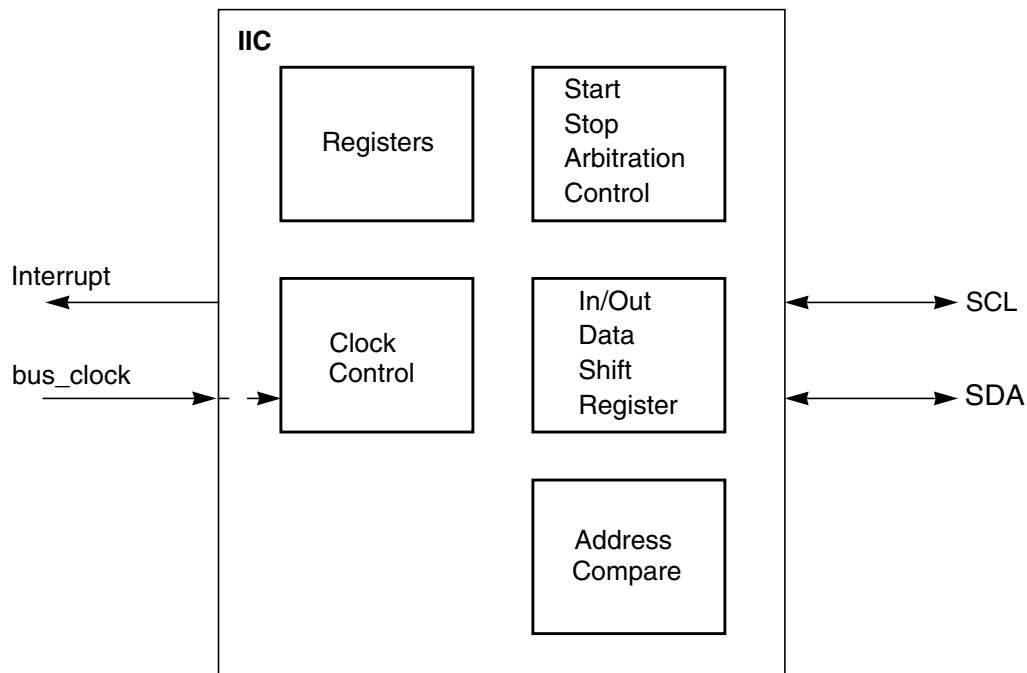 IIC
Registers
Start
Stop
Arbitration
Control
Interrupt
bus_clock
Clock
Control
In/Out
Data
Shift
Register
SCL
SDA
Address
Compare